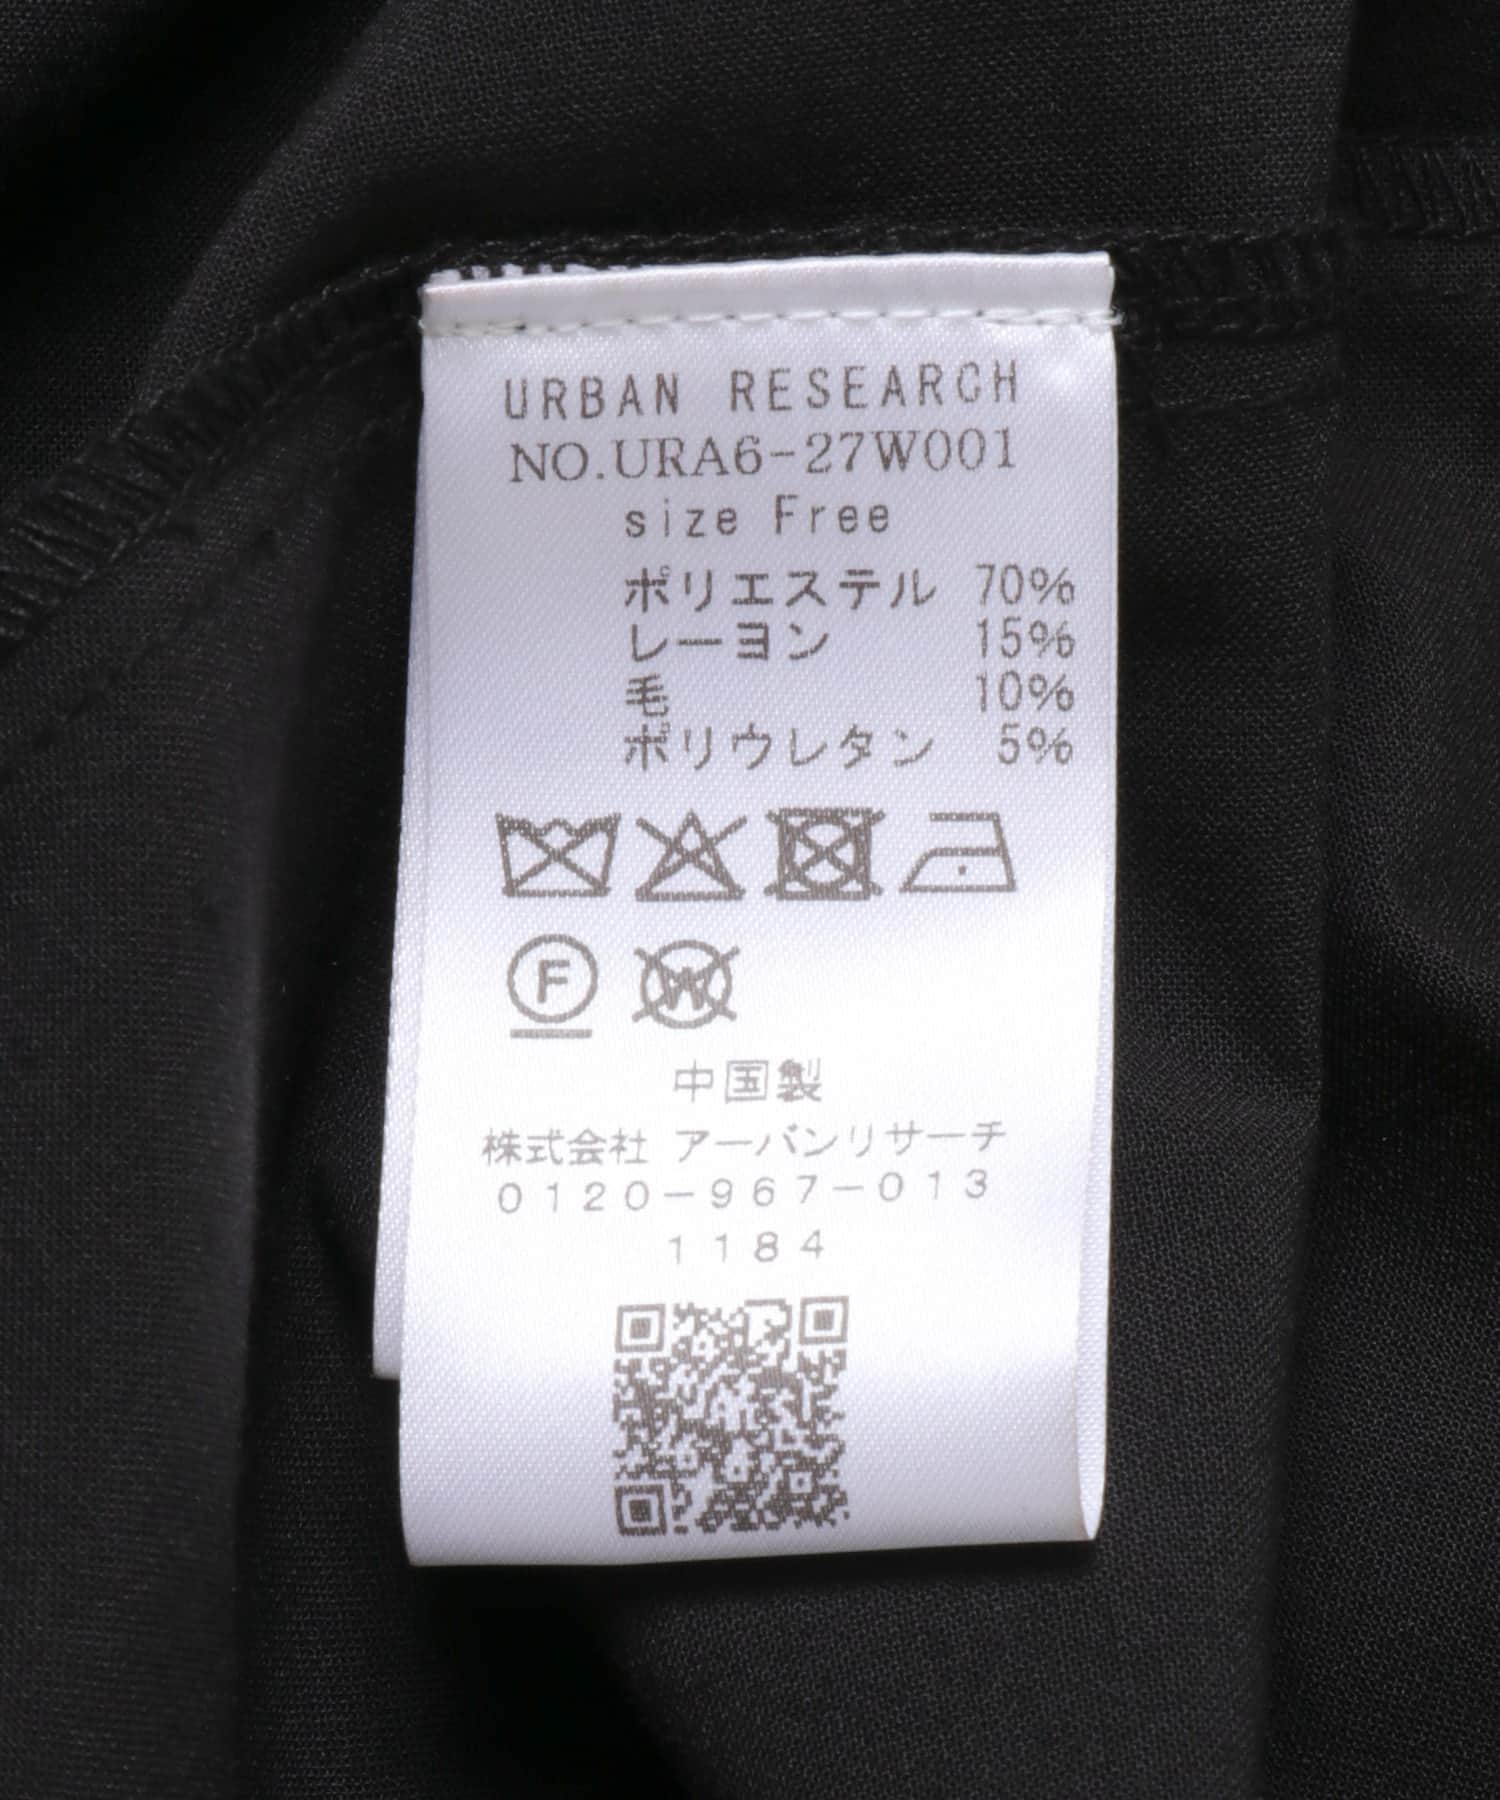 URBAN RESEARCH
NO.URA6-27W001
size Free
ポリエステル 70%
レーヨン 15%
毛 10%
ポリウレタン 5%
F W
中国製
株式会社 アーバンリサーチ
0120-967-013
1184